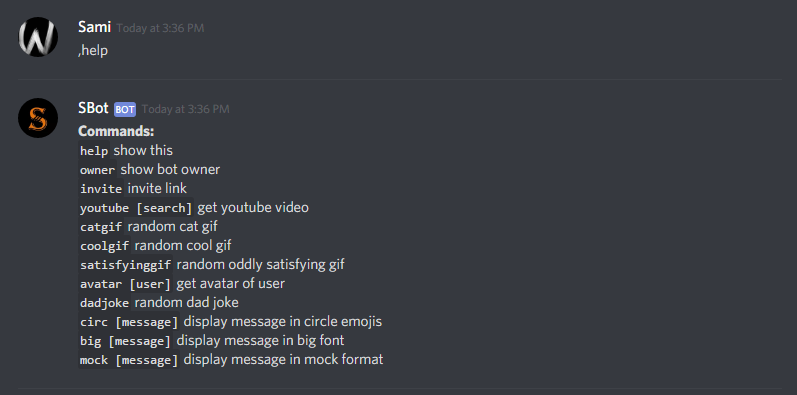 Sami Today at 3:36 PM
,help
SBot BOT Today at 3:36 PM
Commands:
help show this
owner show bot owner
invite invite link
youtube [search] get youtube video
catgif random cat gif
coolgif random cool gif
satisfyinggif random oddly satisfying gif
avatar [user] get avatar of user
dadjoke random dad joke
circ [message] display message in circle emojis
big [message] display message in big font
mock [message] display message in mock format